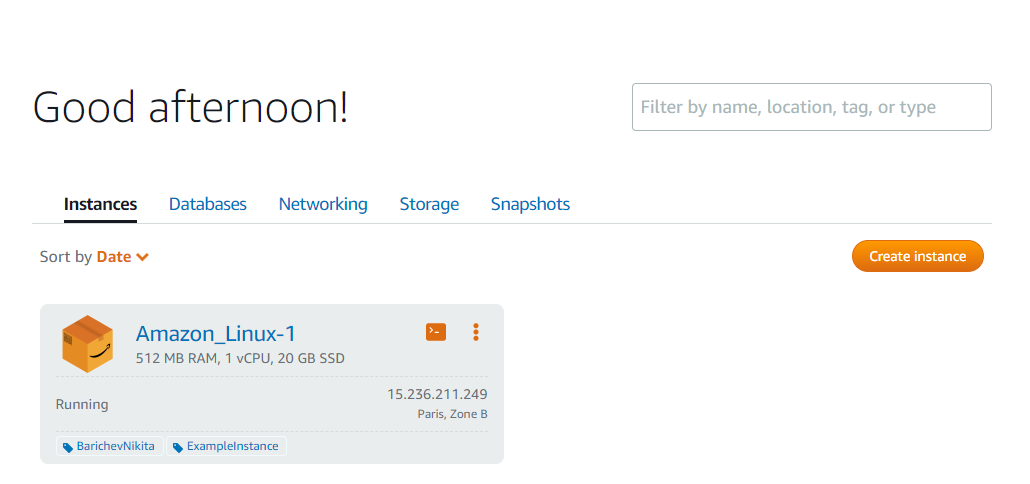 Good afternoon!
Filter by name, location, tag, or type
Instances Databases Networking Storage Snapshots
Sort by Date
Create instance
Amazon_Linux-1
512 MB RAM, 1 vCPU, 20 GB SSD
Running
15.236.211.249
Paris, Zone B
BarichevNikita ExampleInstance